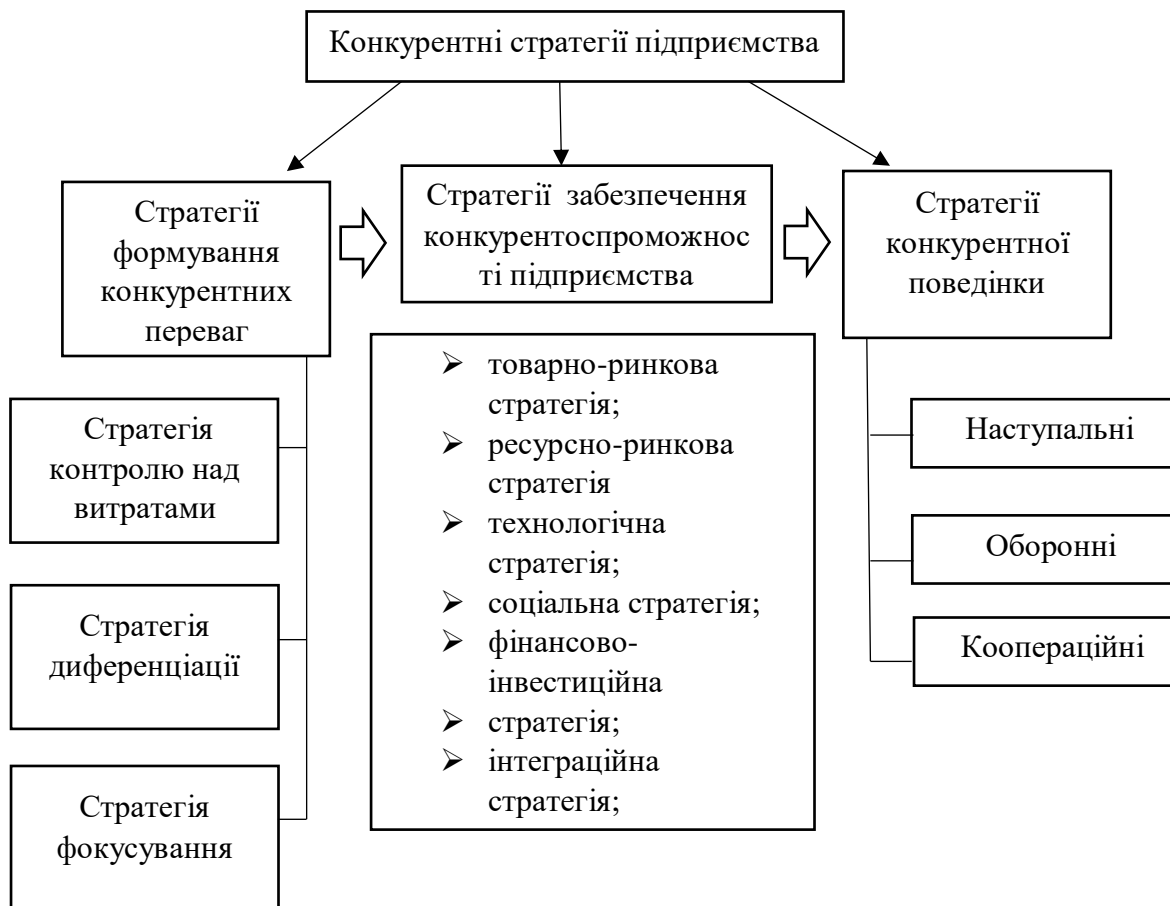 Конкурентні стратегії підприємства
Стратегії
формування
конкурентних
переваг
Стратегії забезпечення
конкурентоспроможнос
ті підприємства
Стратегії
конкурентної
поведінки
Стратегія
контролю над
витратами
Стратегія
диференціації
Стратегія
фокусування
товарно-ринкова
стратегія;
ресурсно-ринкова
стратегія
технологічна
стратегія;
соціальна стратегія;
фінансово-
інвестиційна
стратегія;
інтеграційна
стратегія;
Наступальні
Оборонні
Коопераційні